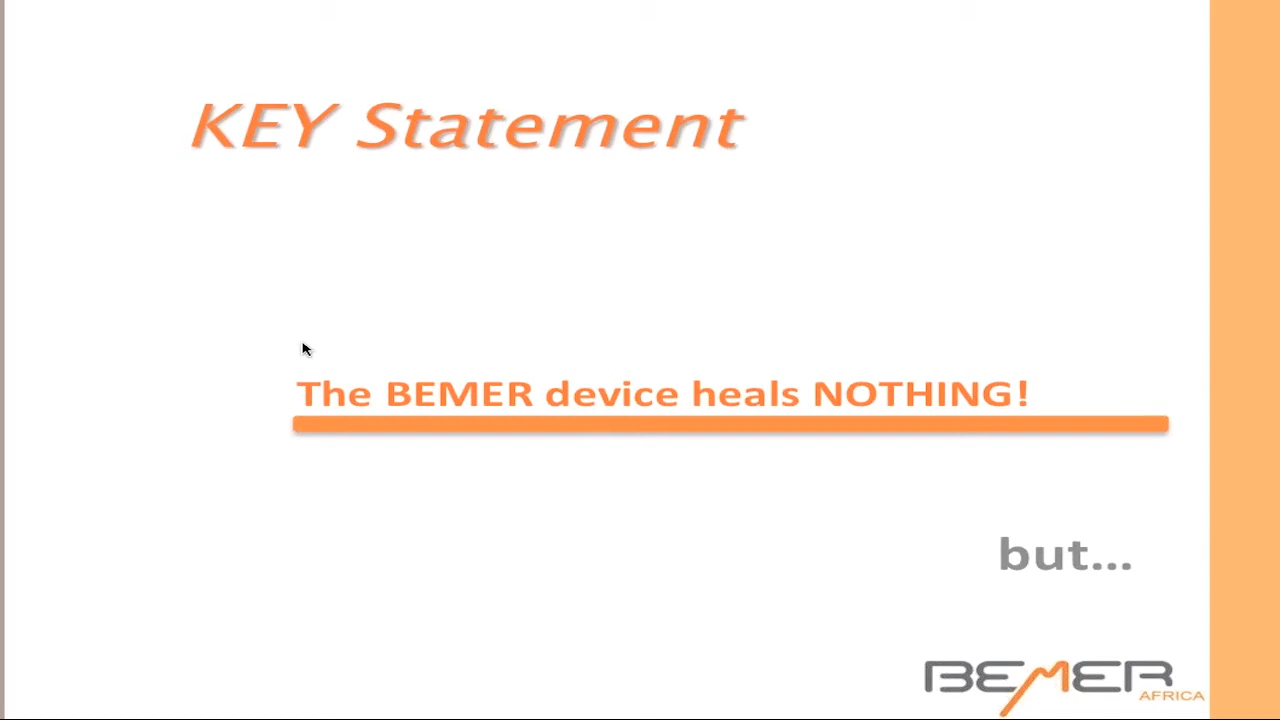 KEY Statement
The BEMER device heals NOTHING!
but...
BEMER
AFRICA